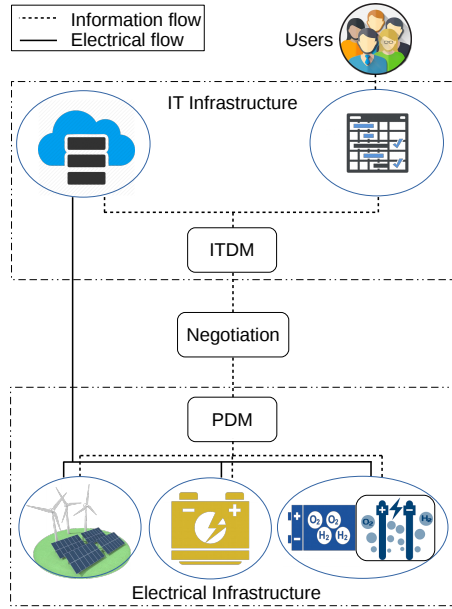 Information flow
Electrical flow
Users
IT Infrastructure
ITDM
Negotiation
PDM
− +
+ − O₂ O₂ H₂ H₂
+ − O₂ H₂
Electrical Infrastructure